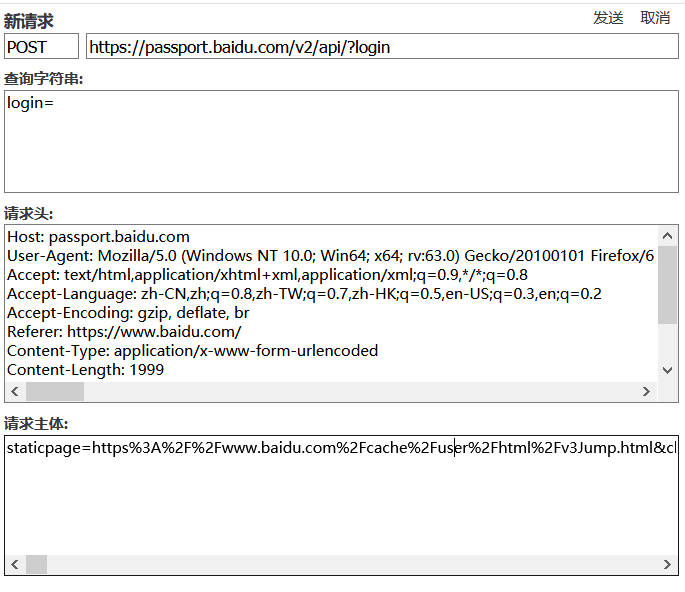 新请求
发送 取消
POST https://passport.baidu.com/v2/api/?login
查询字符串:
login=
请求头:
Host: passport.baidu.com
User-Agent: Mozilla/5.0 (Windows NT 10.0; Win64; x64; rv:63.0) Gecko/20100101 Firefox/6
Accept: text/html,application/xhtml+xml,application/xml;q=0.9,*/*;q=0.8
Accept-Language: zh-CN,zh;q=0.8,zh-TW;q=0.7,zh-HK;q=0.5,en-US;q=0.3,en;q=0.2
Accept-Encoding: gzip, deflate, br
Referer: https://www.baidu.com/
Content-Type: application/x-www-form-urlencoded
Content-Length: 1999
请求主体:
staticpage=https%3A%2F%2Fwww.baidu.com%2Fcache%2Fuser%2Fhtml%2Fv3Jump.html&cl